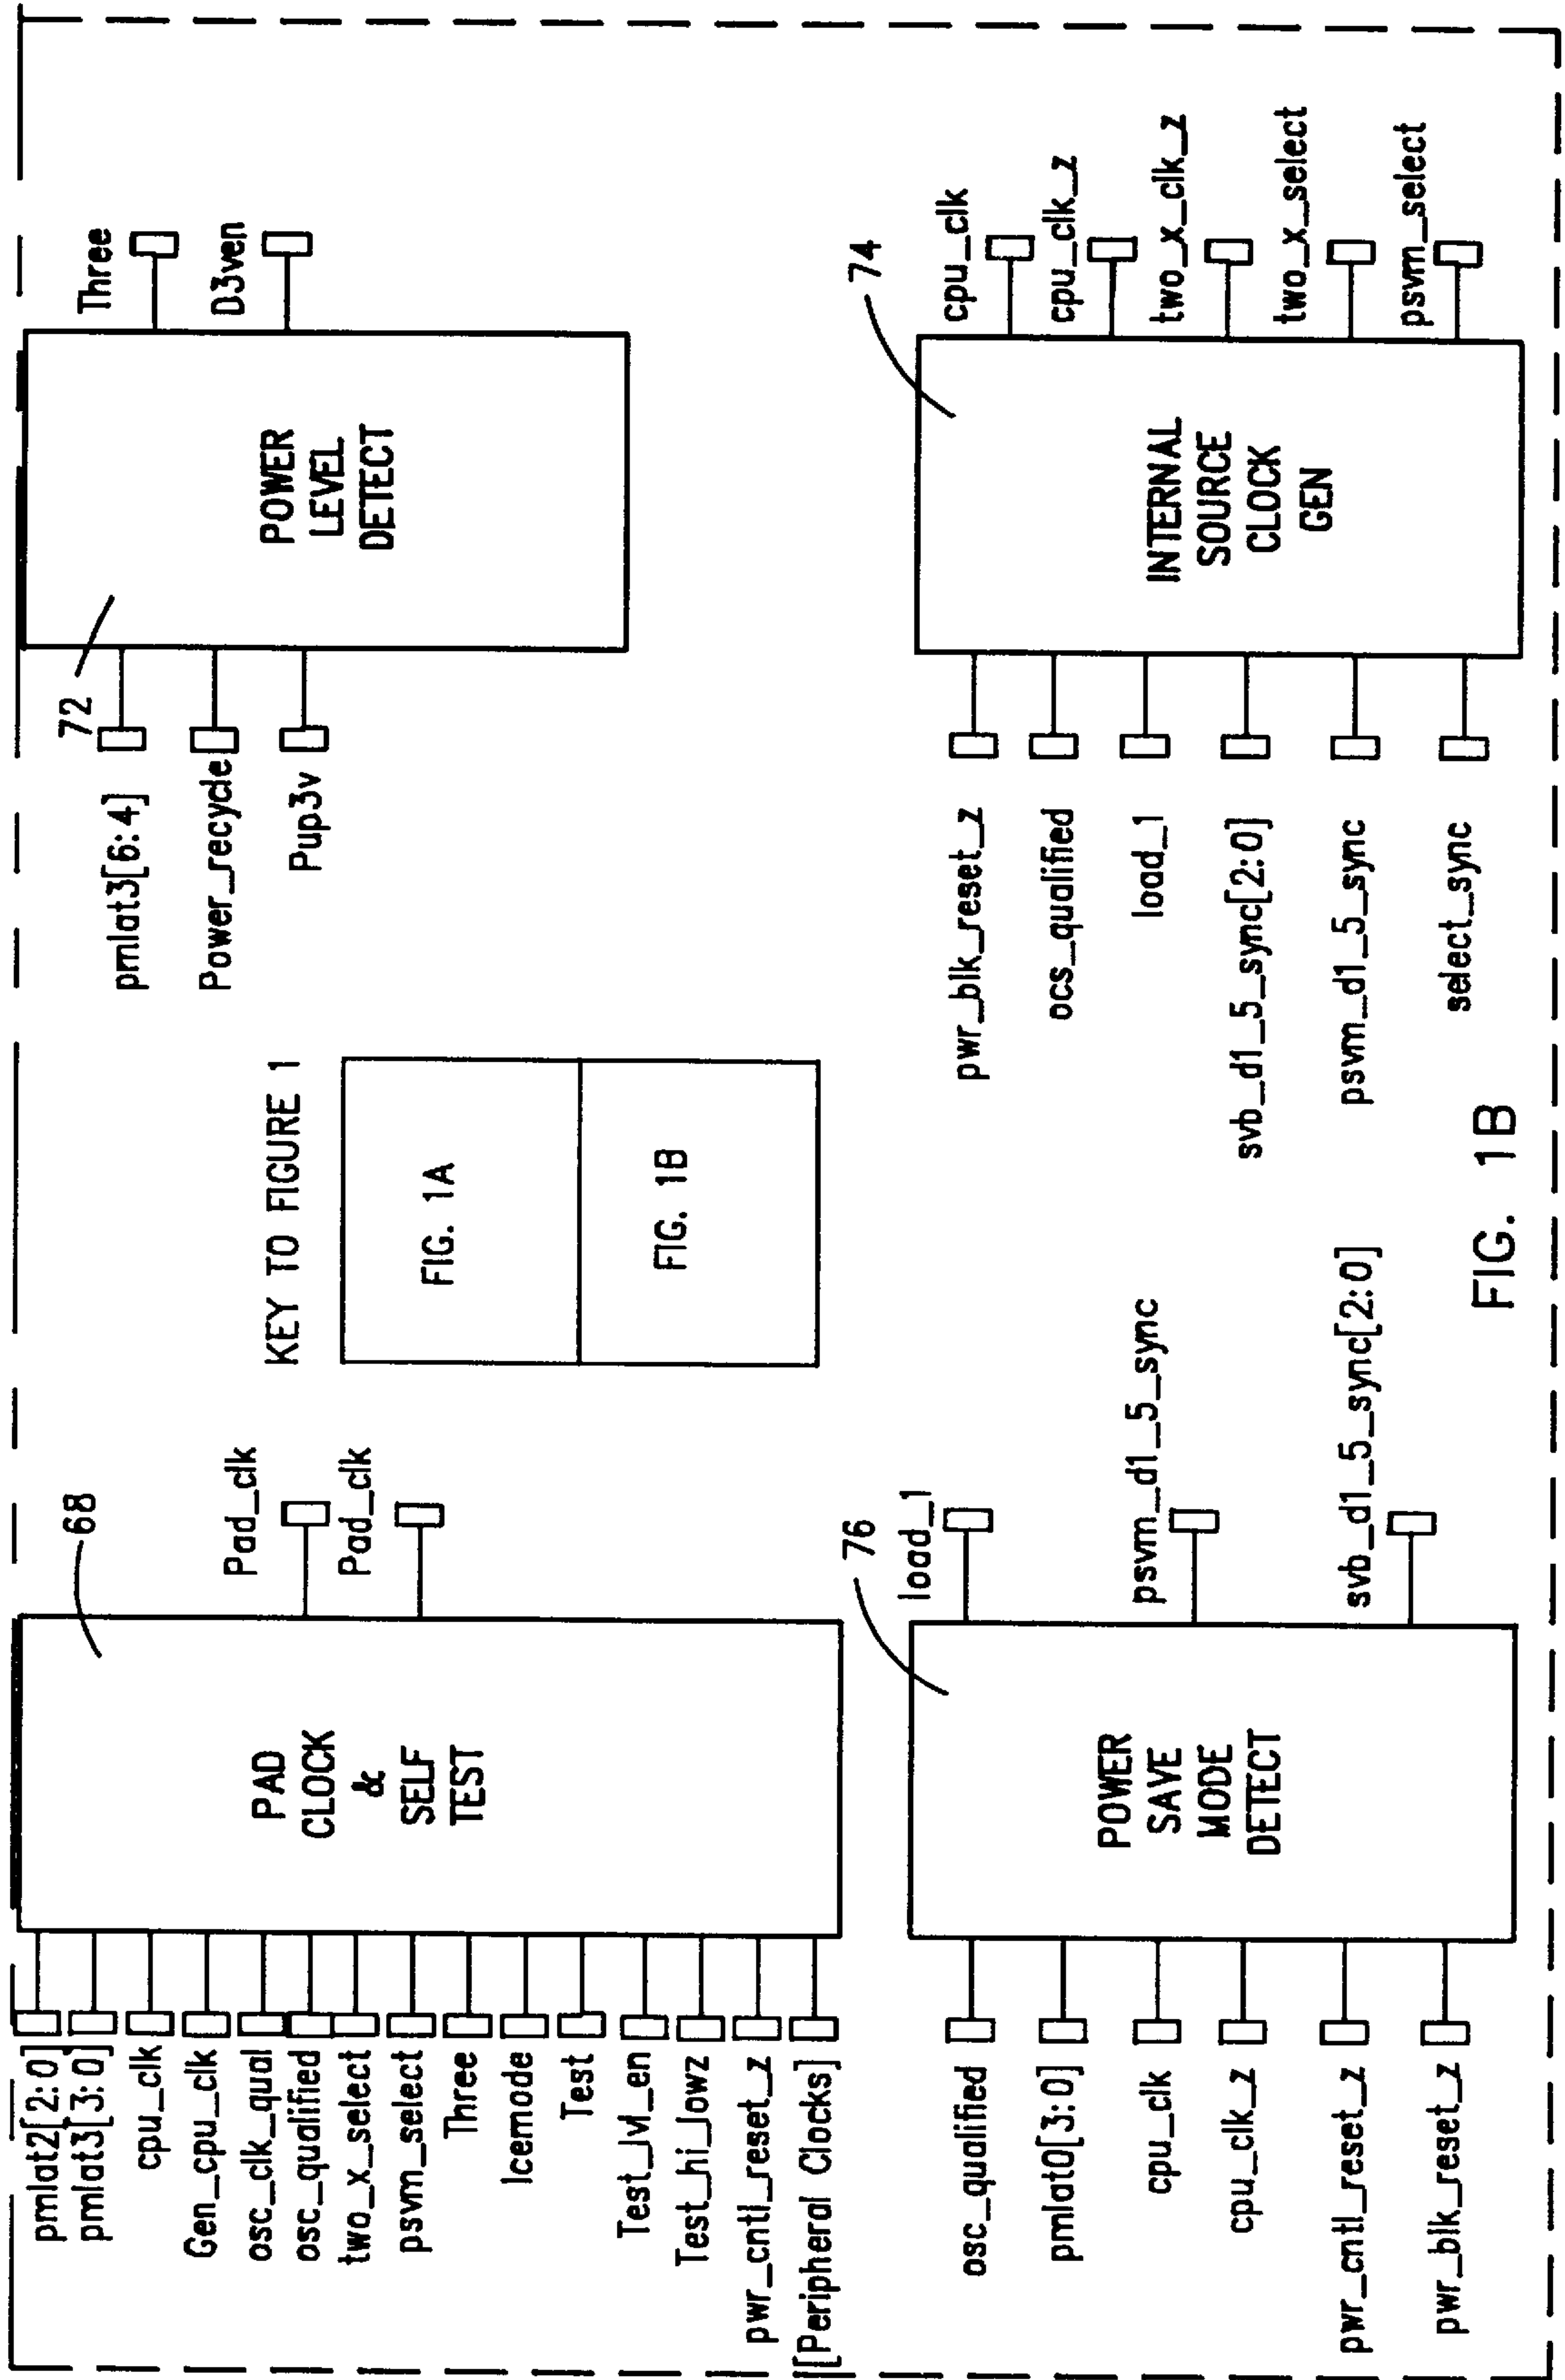 68
PAD
CLOCK
&
SELF
TEST
pmlat2[2:0]
pmlat3[3:0]
cpu_clk
Gen_cpu_clk
osc_clk_qual
osc_qualified
two_x_select
psvm_select
Three
Icemode
Test
Test_lvl_en
Test_hi_lowz
pwr_cntl_reset_z
[Peripheral Clocks]
Pad_clk
Pad_clk
KEY TO FIGURE 1
FIG. 1A
FIG. 1B
72
POWER
LEVEL
DETECT
pmlat3[6:4]
Power_recycle
Pup3v
Three
D3ven
76
POWER
SAVE
MODE
DETECT
osc_qualified
pmlat0[3:0]
cpu_clk
cpu_clk_z
pwr_cntl_reset_z
pwr_blk_reset_z
load_1
psvm_d1_5_sync
svb_d1_5_sync[2:0]
74
INTERNAL
SOURCE
CLOCK
GEN
pwr_blk_reset_z
ocs_qualified
load_1
svb_d1_5_sync[2:0]
psvm_d1_5_sync
select_sync
cpu_clk
cpu_clk_z
two_x_clk_z
two_x_select
psvm_select
FIG. 1B